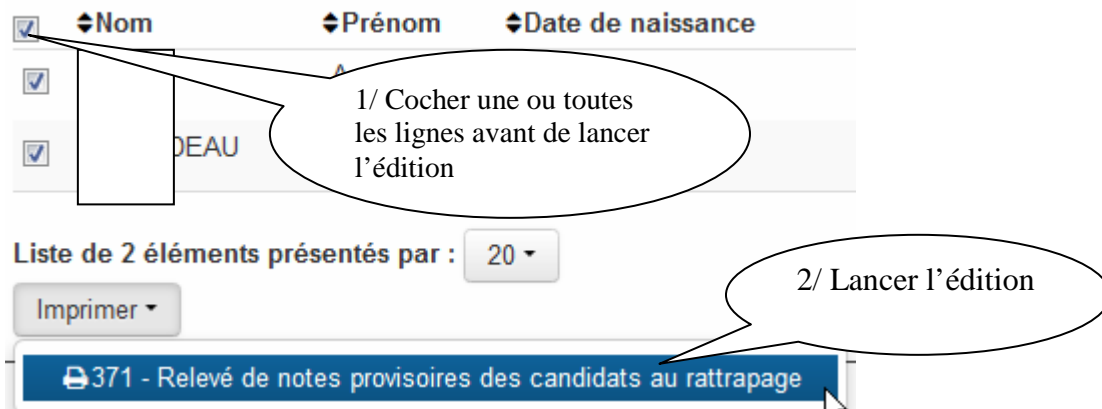 Nom Prénom Date de naissance
1/ Cocher une ou toutes
les lignes avant de lancer
l’édition
DEAU
Liste de 2 éléments présentés par : 20
2/ Lancer l’édition
Imprimer
371 - Relevé de notes provisoires des candidats au rattrapage